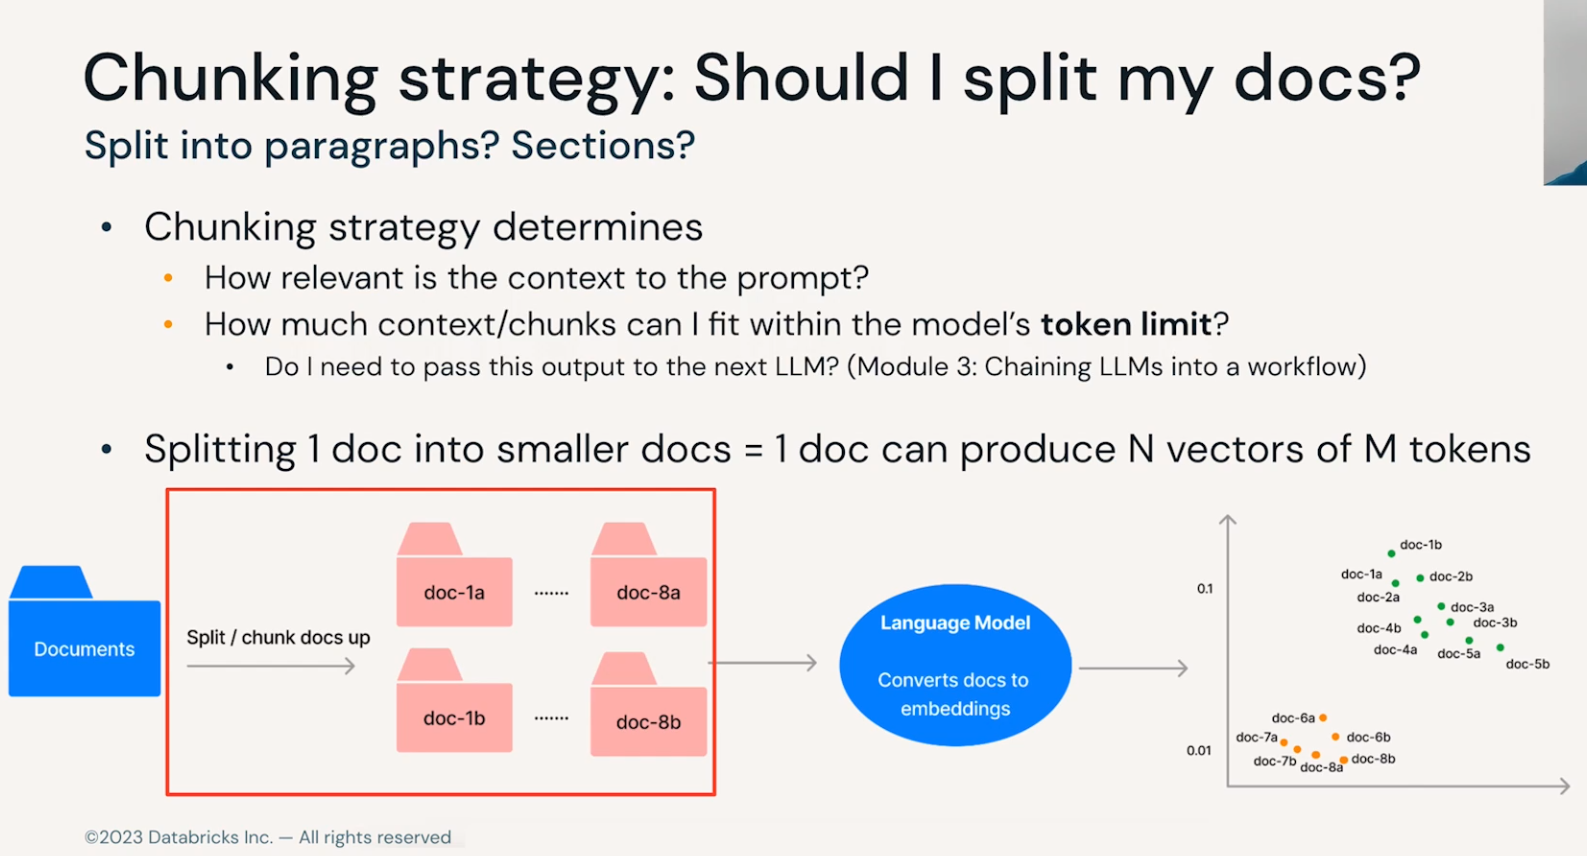 Chunking strategy: Should I split my docs?
Split into paragraphs? Sections?
• Chunking strategy determines
• How relevant is the context to the prompt?
• How much context/chunks can I fit within the model's token limit?
• Do I need to pass this output to the next LLM? (Module 3: Chaining LLMs into a workflow)
• Splitting 1 doc into smaller docs = 1 doc can produce N vectors of M tokens
Documents
Split / chunk docs up
doc-1a ....... doc-8a
doc-1b ....... doc-8b
Language Model
Converts docs to
embeddings
0.1
0.01
doc-1b
doc-1a
doc-2b
doc-2a
doc-3a
doc-3b
doc-4b
doc-4a
doc-5a
doc-5b
doc-6a
doc-7a
doc-6b
doc-7b
doc-8a
doc-8b
©2023 Databricks Inc. — All rights reserved